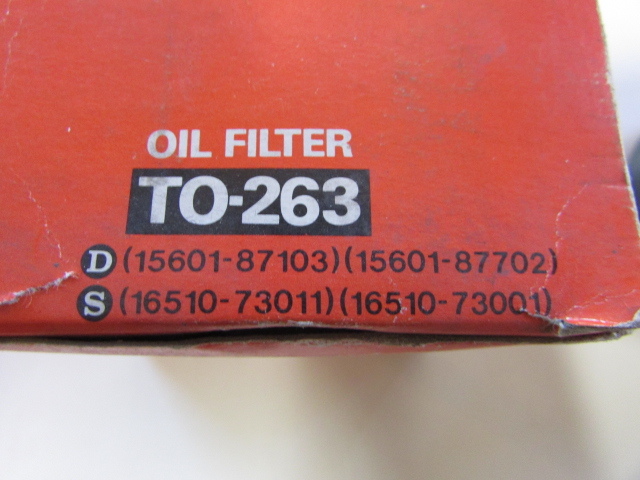 OIL FILTER
TO-263
D (15601-87103)(15601-87702)
S (16510-73011)(16510-73001)